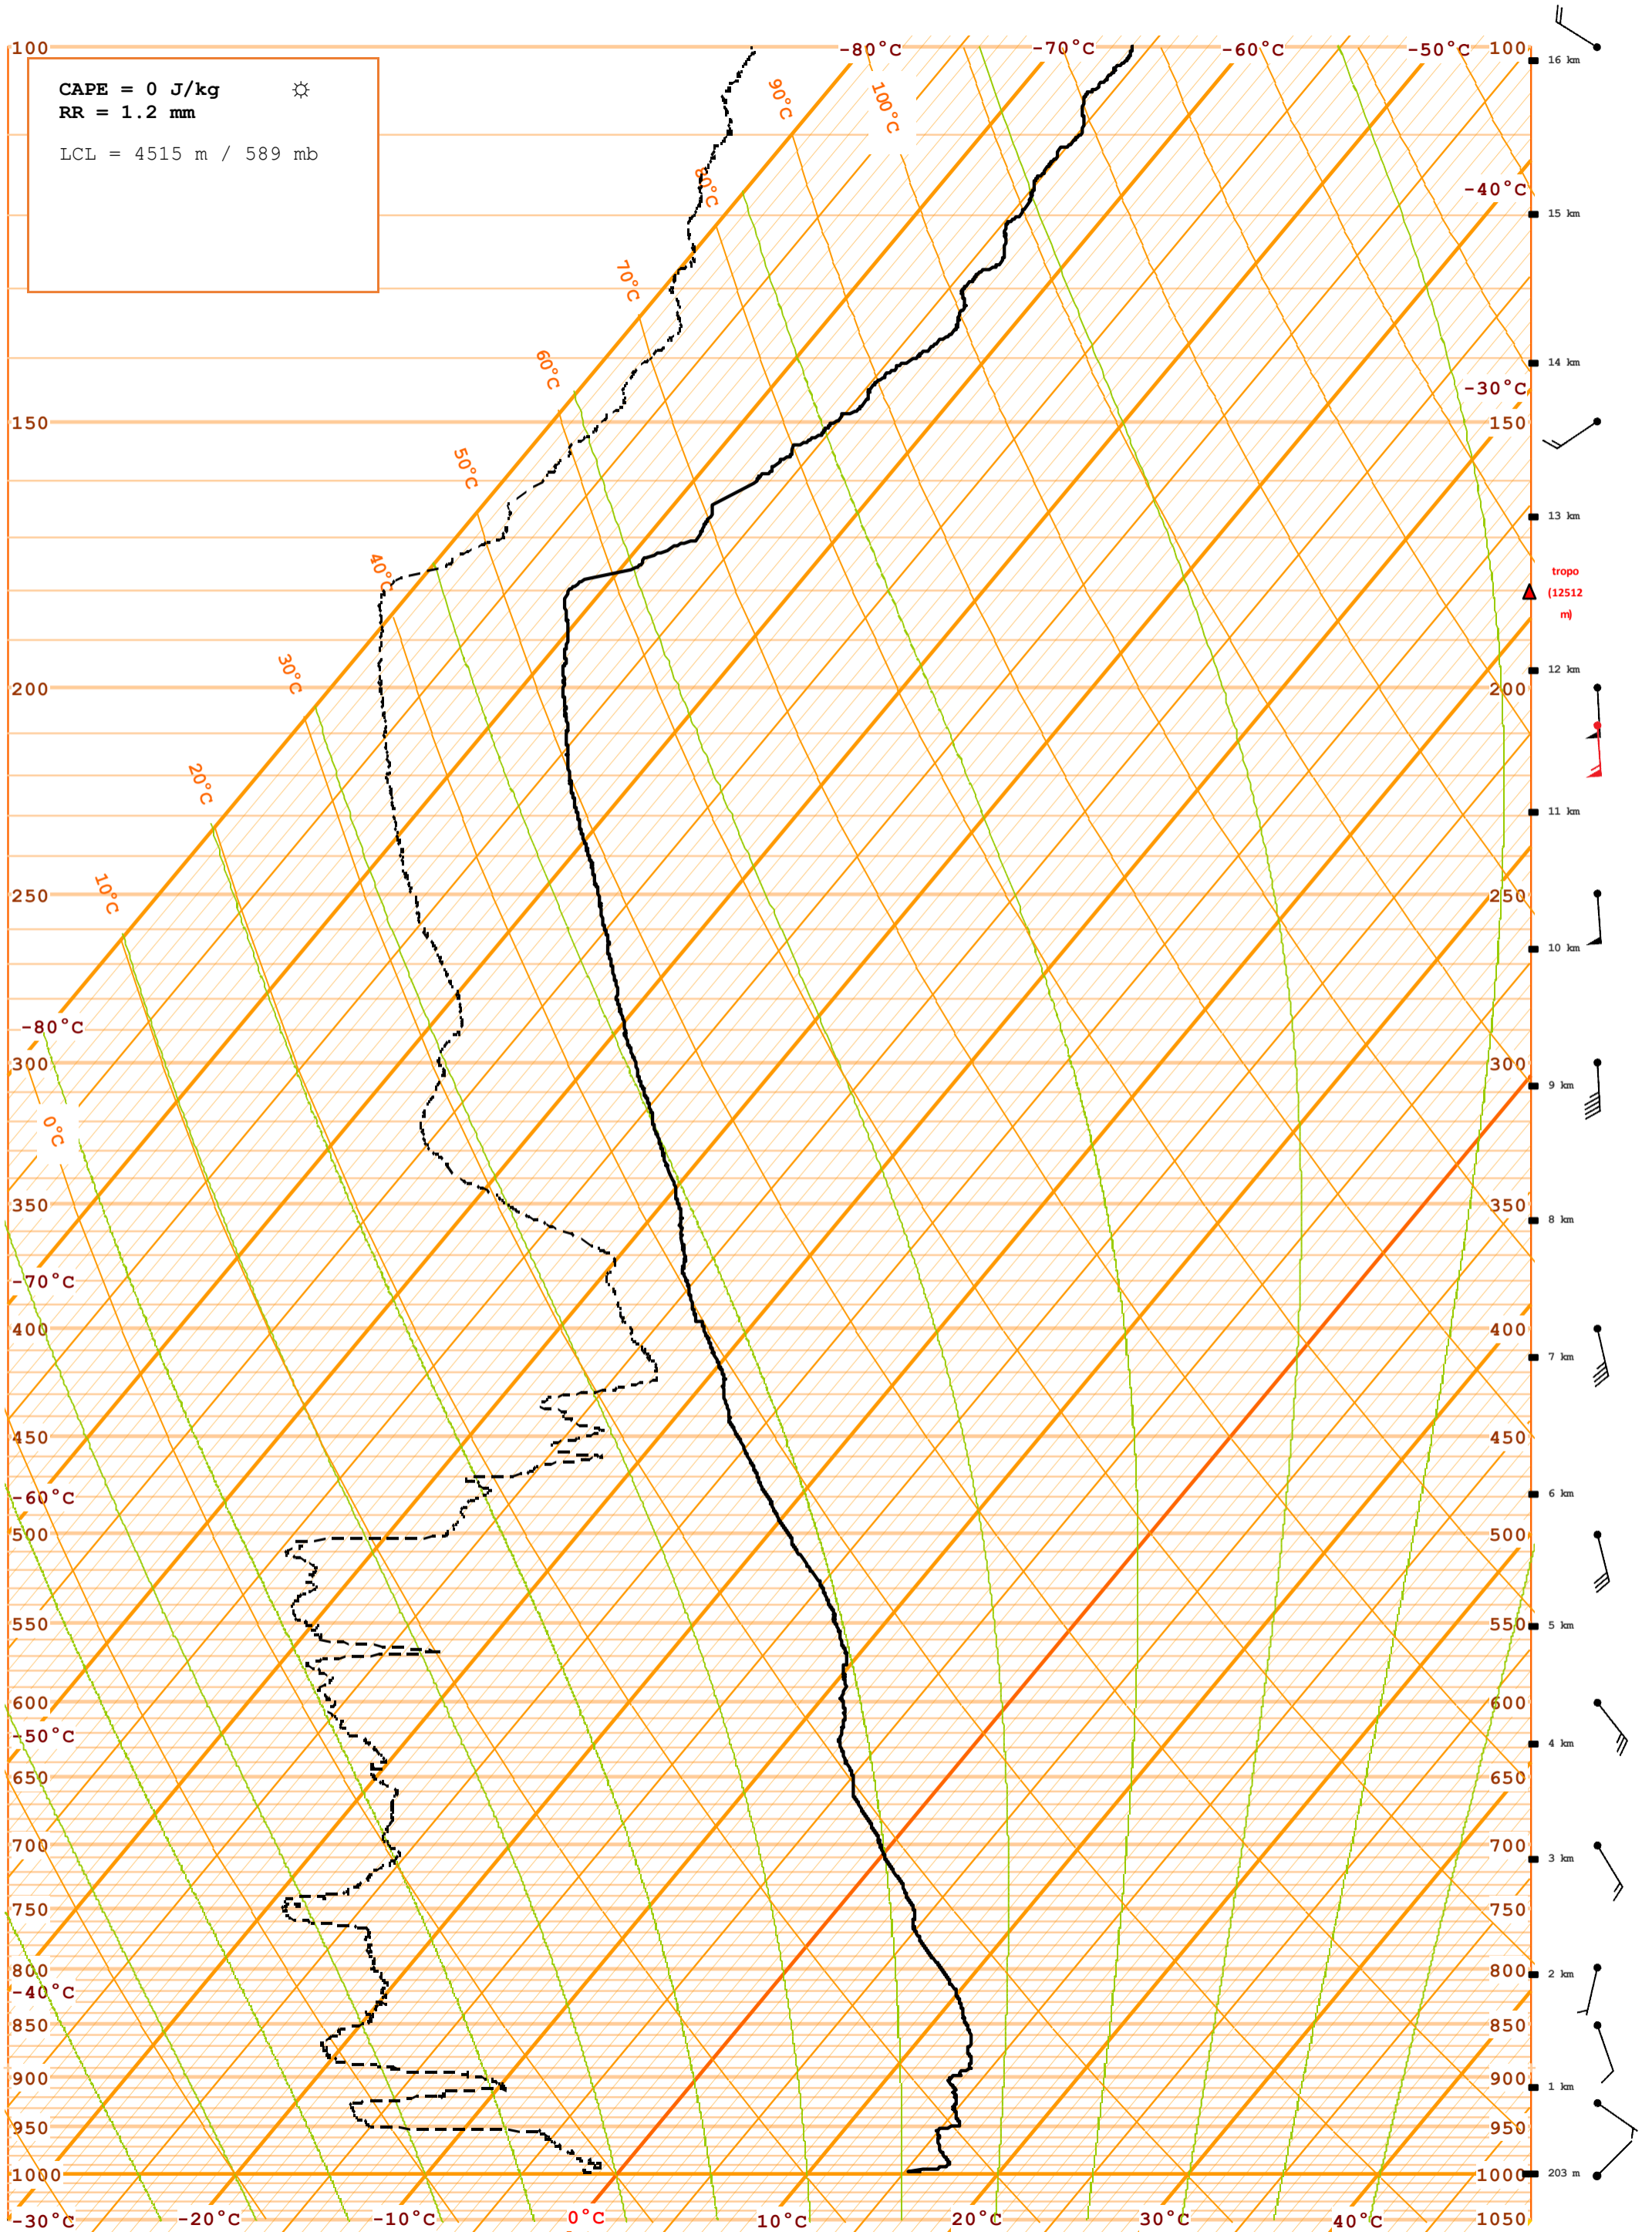 100
-80°C
-70°C
-60°C
-50°C
100
16 km
CAPE = 0 J/kg ☼
RR = 1.2 mm
LCL = 4515 m / 589 mb
90°C
100°C
80°C
-40°C
15 km
70°C
60°C
14 km
-30°C
150
150
50°C
13 km
40°C
tropo
(12512
m)
30°C
12 km
200
200
20°C
11 km
10°C
250
250
10 km
-80°C
300
300
9 km
0°C
350
350
8 km
-70°C
400
400
7 km
450
450
6 km
-60°C
500
500
550
550
5 km
600
600
-50°C
4 km
650
650
700
700
3 km
750
750
800
800
2 km
-40°C
850
850
900
900
1 km
950
950
1000
1000
203 m
-30°C
-20°C
-10°C
0°C
10°C
20°C
30°C
40°C
1050